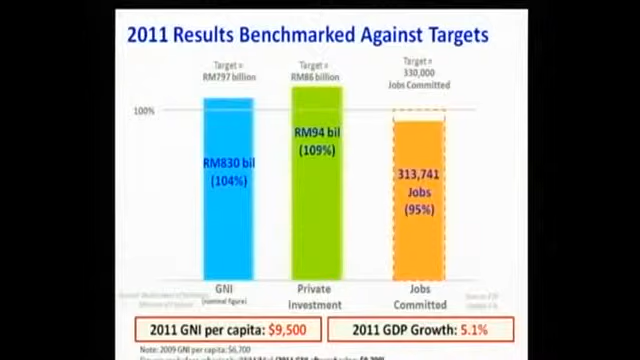 2011 Results Benchmarked Against Targets
Target =
RM797 billion
Target =
RM86 billion
Target =
330,000
Jobs Committed
100%
RM830 bil
(104%)
RM94 bil
(109%)
313,741
Jobs
(95%)
GNI
(nominal figure)
Private
Investment
Jobs
Committed
2011 GNI per capita: $9,500
2011 GDP Growth: 5.1%
Note: 2009 GNI per capita: $6,700